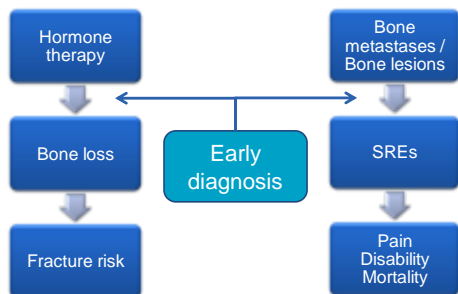 Hormone
therapy
Bone loss
Fracture risk
Early
diagnosis
Bone
metastases /
Bone lesions
SREs
Pain
Disability
Mortality